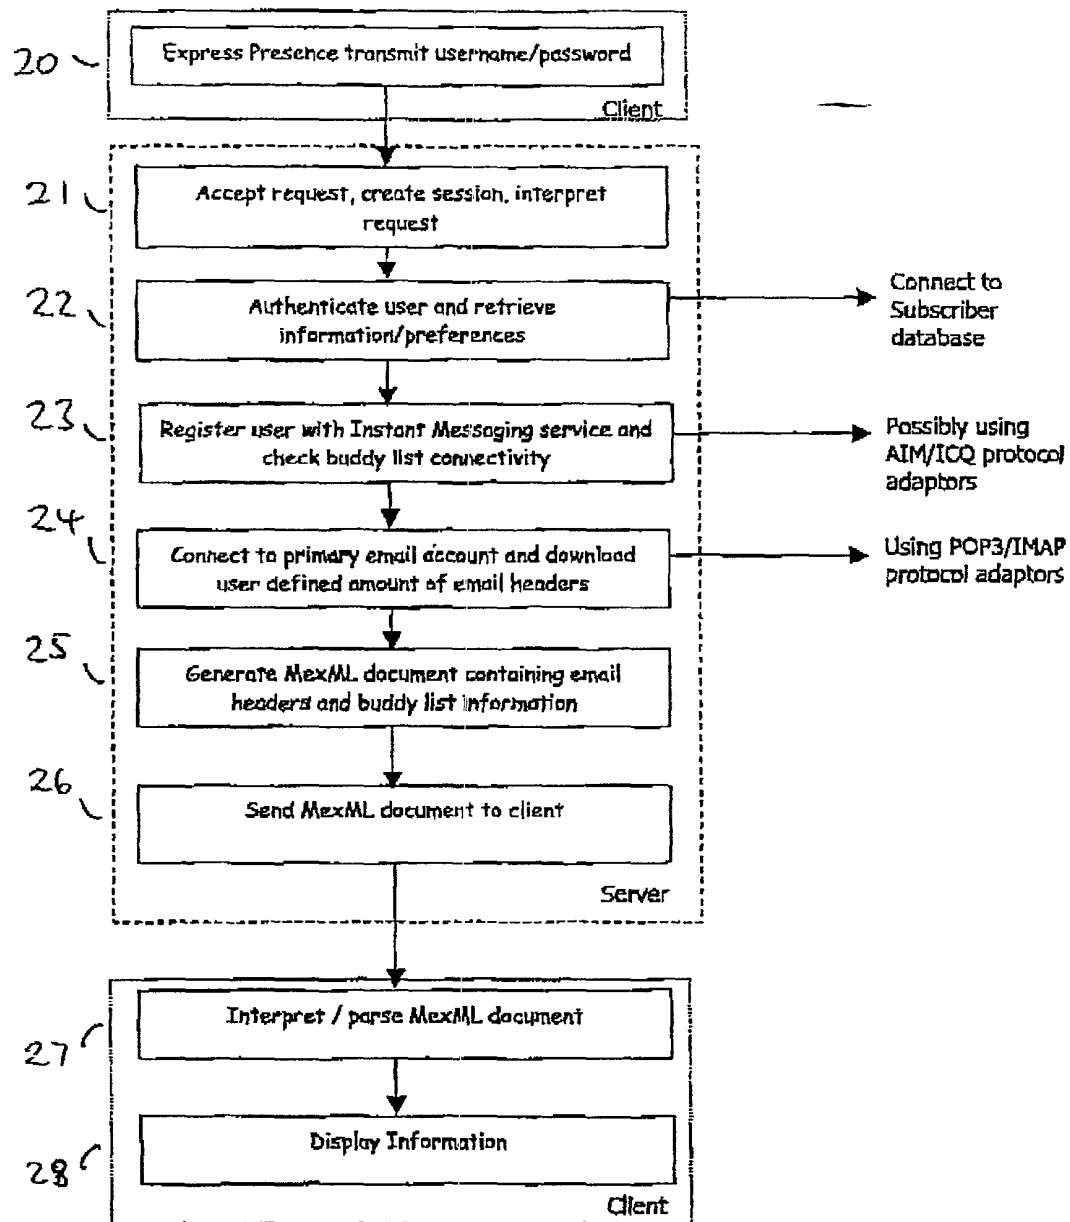 20
Express Presence transmit username/password
Client
21
Accept request, create session, interpret
request
22
Authenticate user and retrieve
information/preferences
Connect to
Subscriber
database
23
Register user with Instant Messaging service and
check buddy list connectivity
Possibly using
AIM/ICQ protocol
adaptors
24
Connect to primary email account and download
user defined amount of email headers
Using POP3/IMAP
protocol adaptors
25
Generate MexML document containing email
headers and buddy list information
26
Send MexML document to client
Server
27
Interpret / parse MexML document
28
Display Information
Client